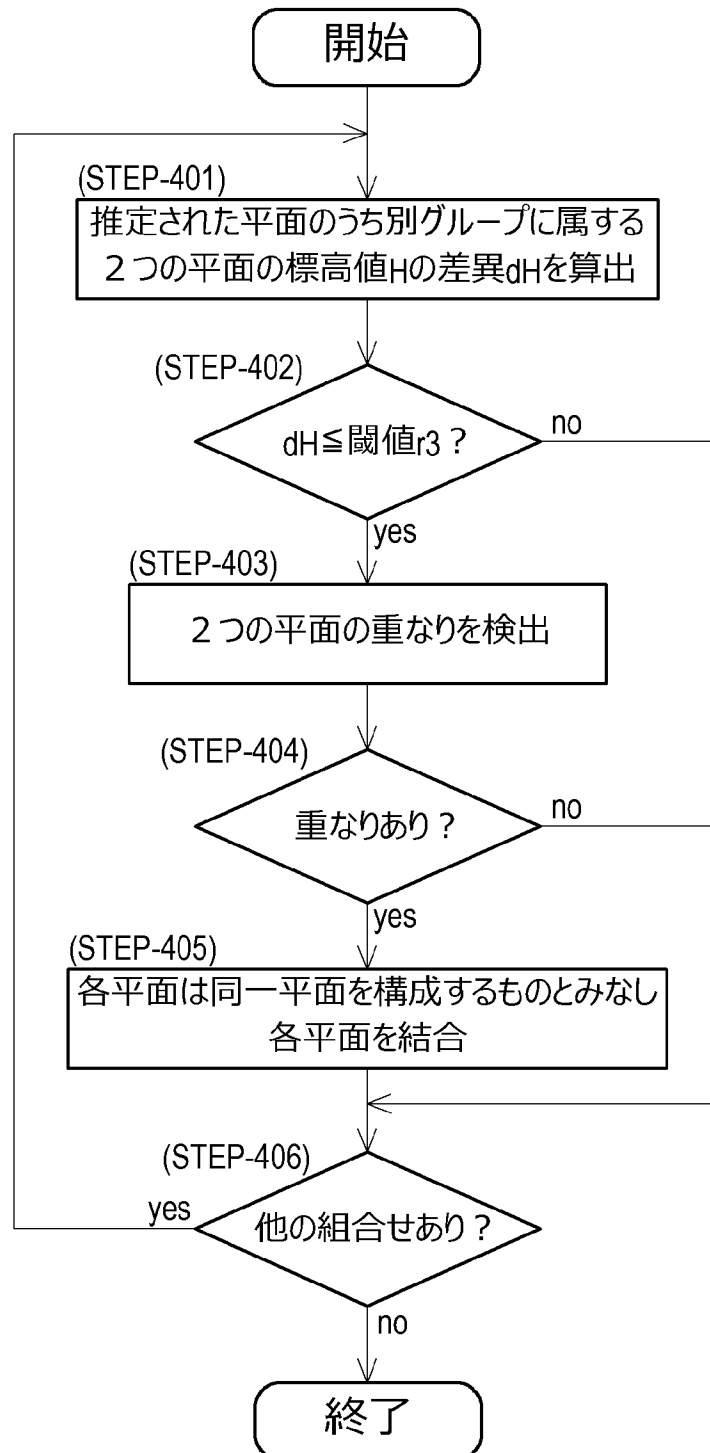 開始
(STEP-401)
推定された平面のうち別グループに属する
2つの平面の標高値Hの差異dHを算出
(STEP-402)
dH≦閾値r3？
no
yes
(STEP-403)
2つの平面の重なりを検出
(STEP-404)
重なりあり？
no
yes
(STEP-405)
各平面は同一平面を構成するものとみなし
各平面を結合
(STEP-406)
yes
他の組合せあり？
no
終了